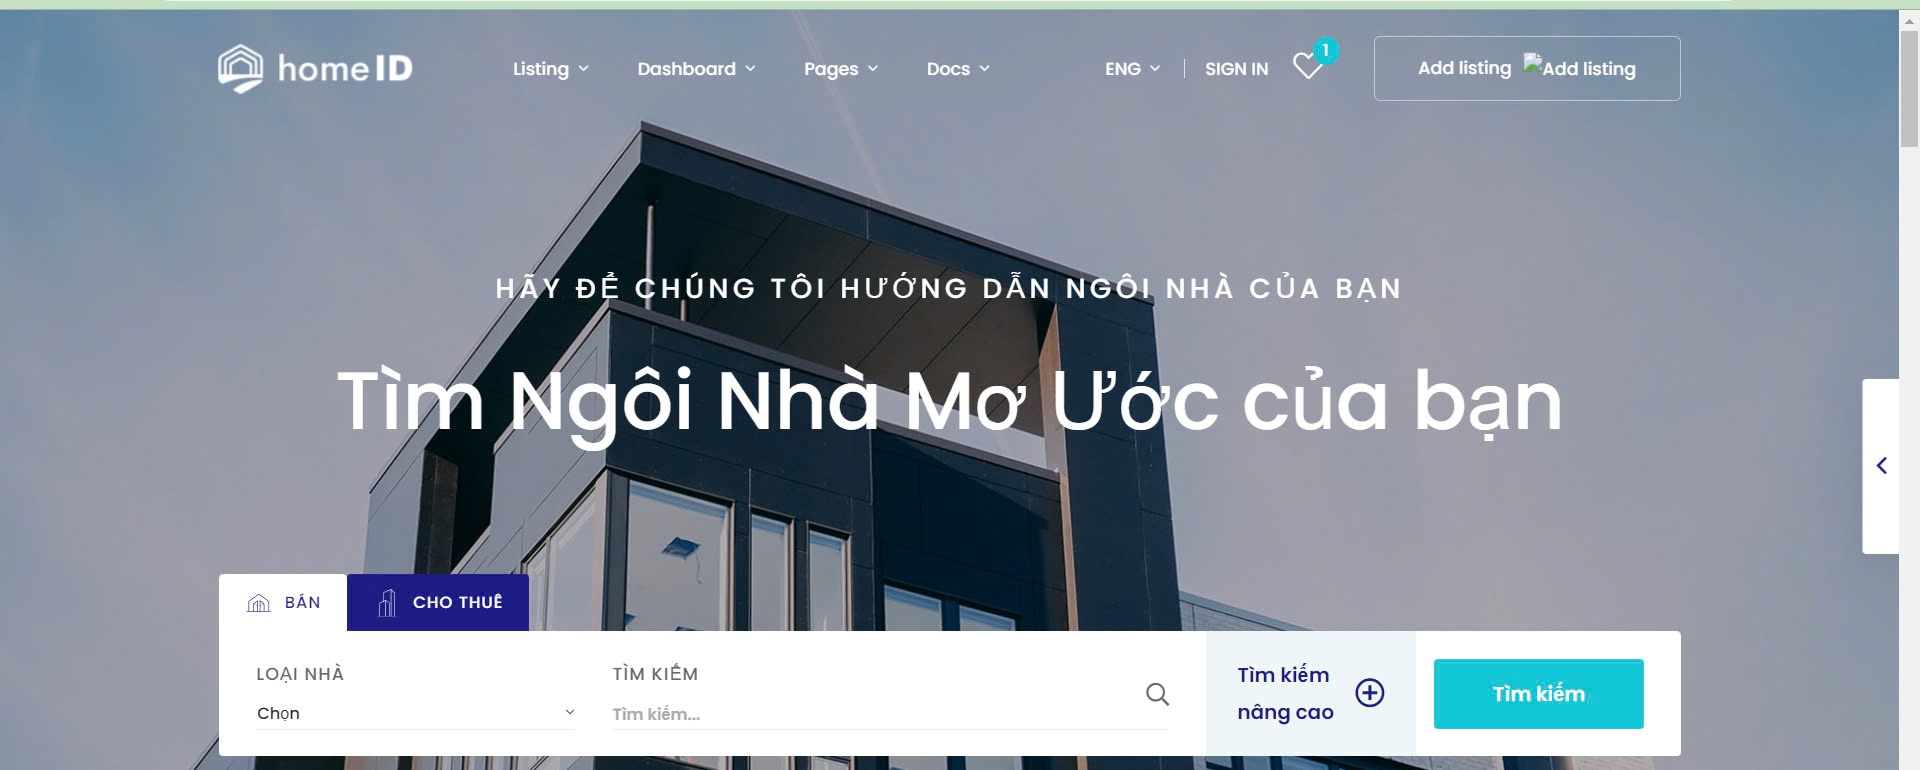 home ID
Listing
Dashboard
Pages
Docs
ENG
SIGN IN
1
Add listing
Add listing
HÃY ĐỂ CHÚNG TÔI HƯỚNG DẪN NGÔI NHÀ CỦA BẠN
Tìm Ngôi Nhà Mơ Ước của bạn
BÁN
CHO THUÊ
LOẠI NHÀ
Chọn
TÌM KIẾM
Tìm kiếm...
Tìm kiếm
nâng cao
Tìm kiếm